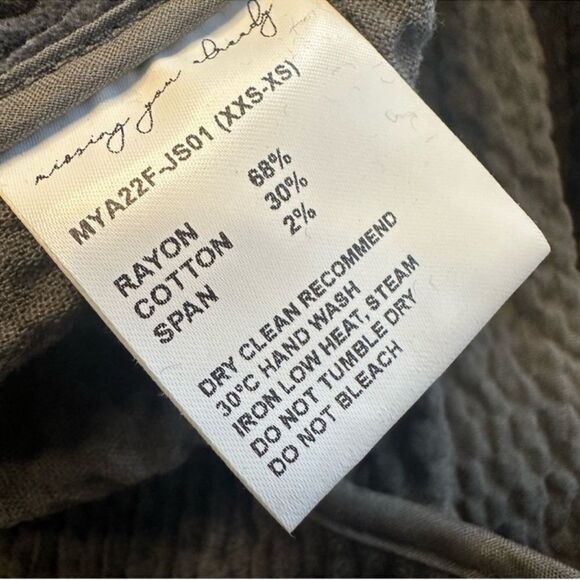 missing you already
MYA22F-JS01 (XXS-XS)
RAYON 68%
COTTON 30%
SPAN 2%
DRY CLEAN RECOMMEND
30°C HAND WASH
IRON LOW HEAT, STEAM
DO NOT TUMBLE DRY
DO NOT BLEACH